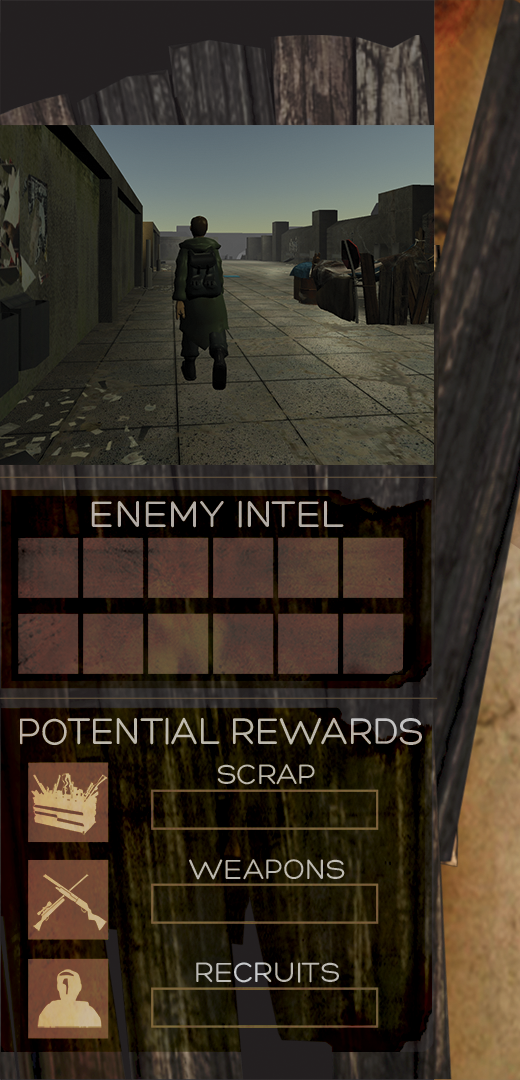 ENEMY INTEL
POTENTIAL REWARDS
SCRAP
WEAPONS
RECRUITS